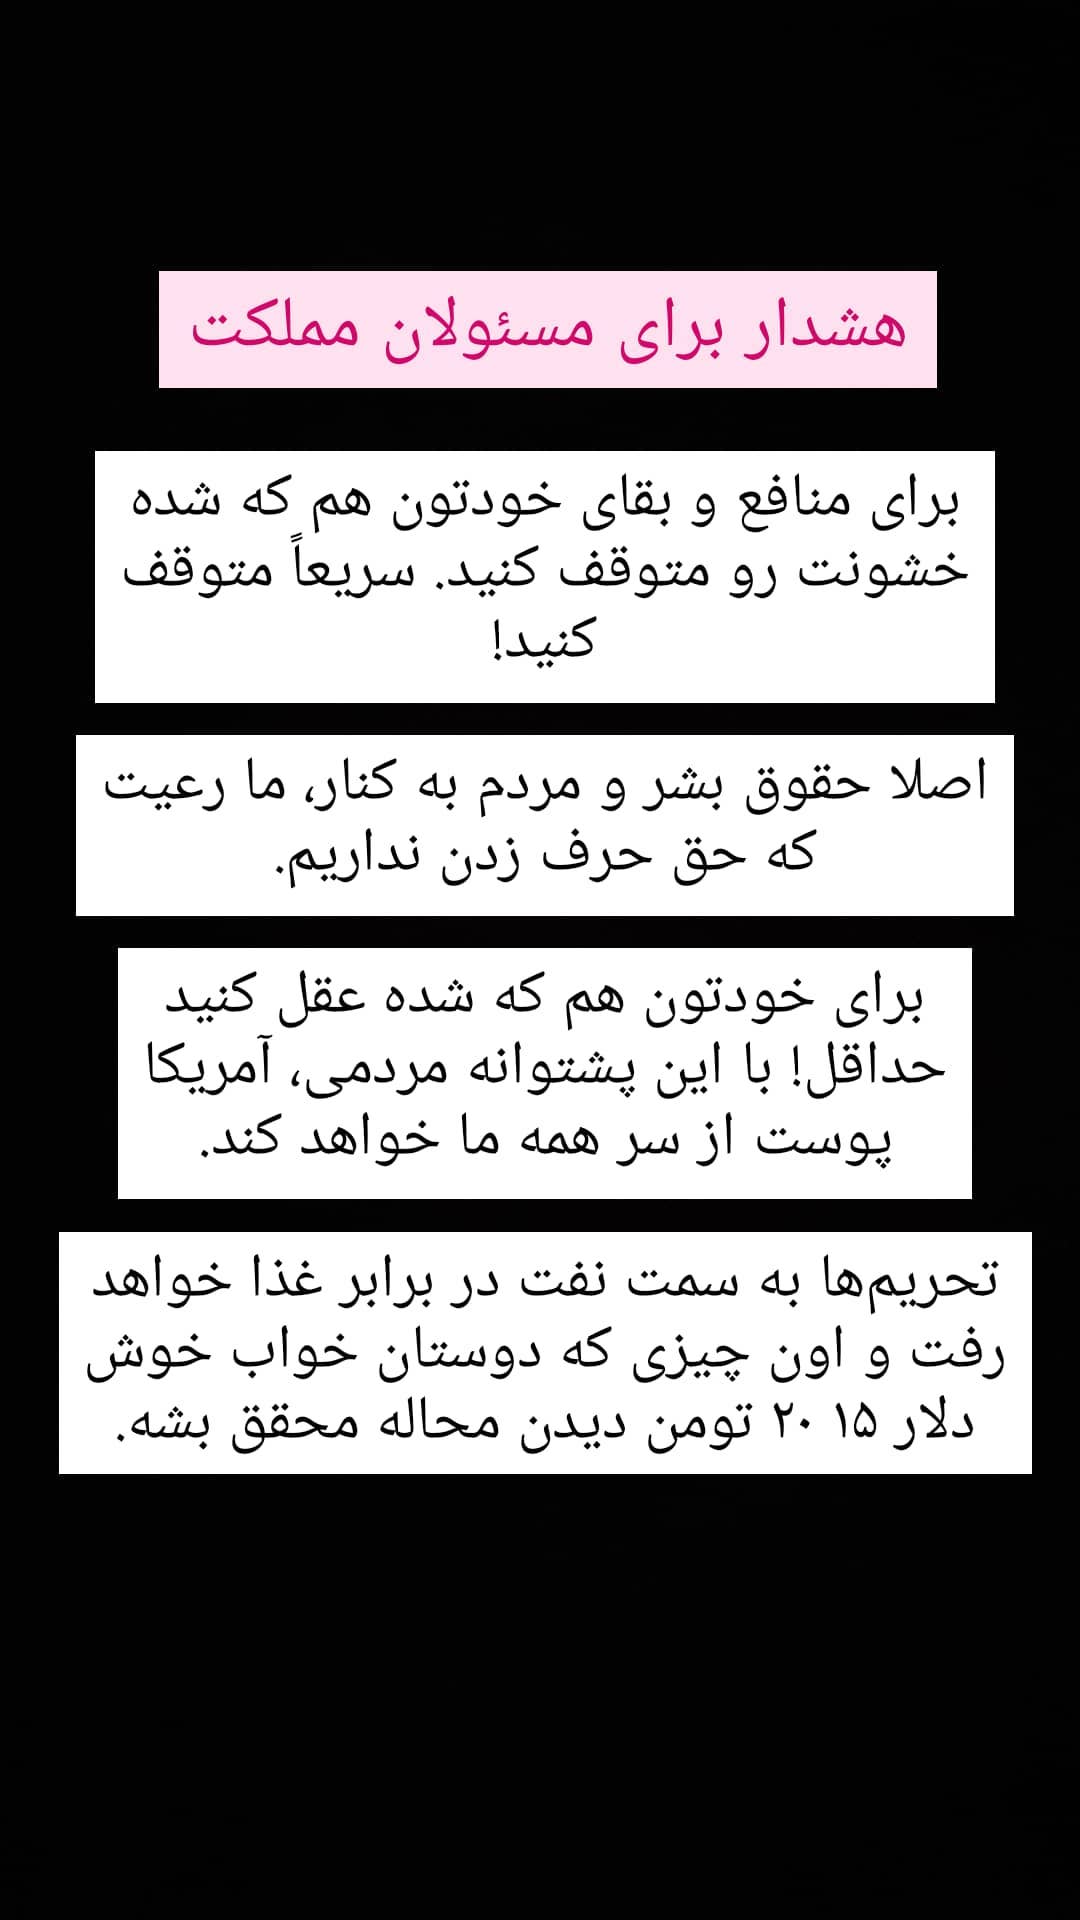 هشدار برای مسئولان مملکت
برای منافع و بقای خودتون هم که شده
خشونت رو متوقف کنید. سریعاً متوقف
کنید!
اصلا حقوق بشر و مردم به کنار، ما رعیت
که حق حرف زدن نداریم.
برای خودتون هم که شده عقل کنید
حداقل! با این پشتوانه مردمی، آمریکا
پوست از سر همه ما خواهد کند.
تحریم‌ها به سمت نفت در برابر غذا خواهد
رفت و اون چیزی که دوستان خواب خوش
دلار ۱۵ ۲۰ تومن دیدن محاله محقق بشه.